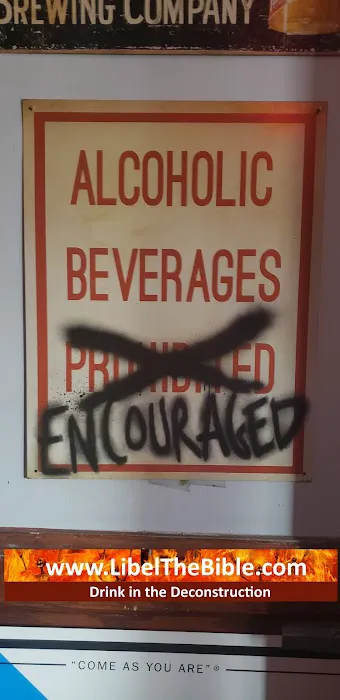 BREWING COMPANY
ALCOHOLIC
BEVERAGES
PROHIBITED
ENCOURAGED
www.LibelTheBible.com
Drink in the Deconstruction
"COME AS YOU ARE"®